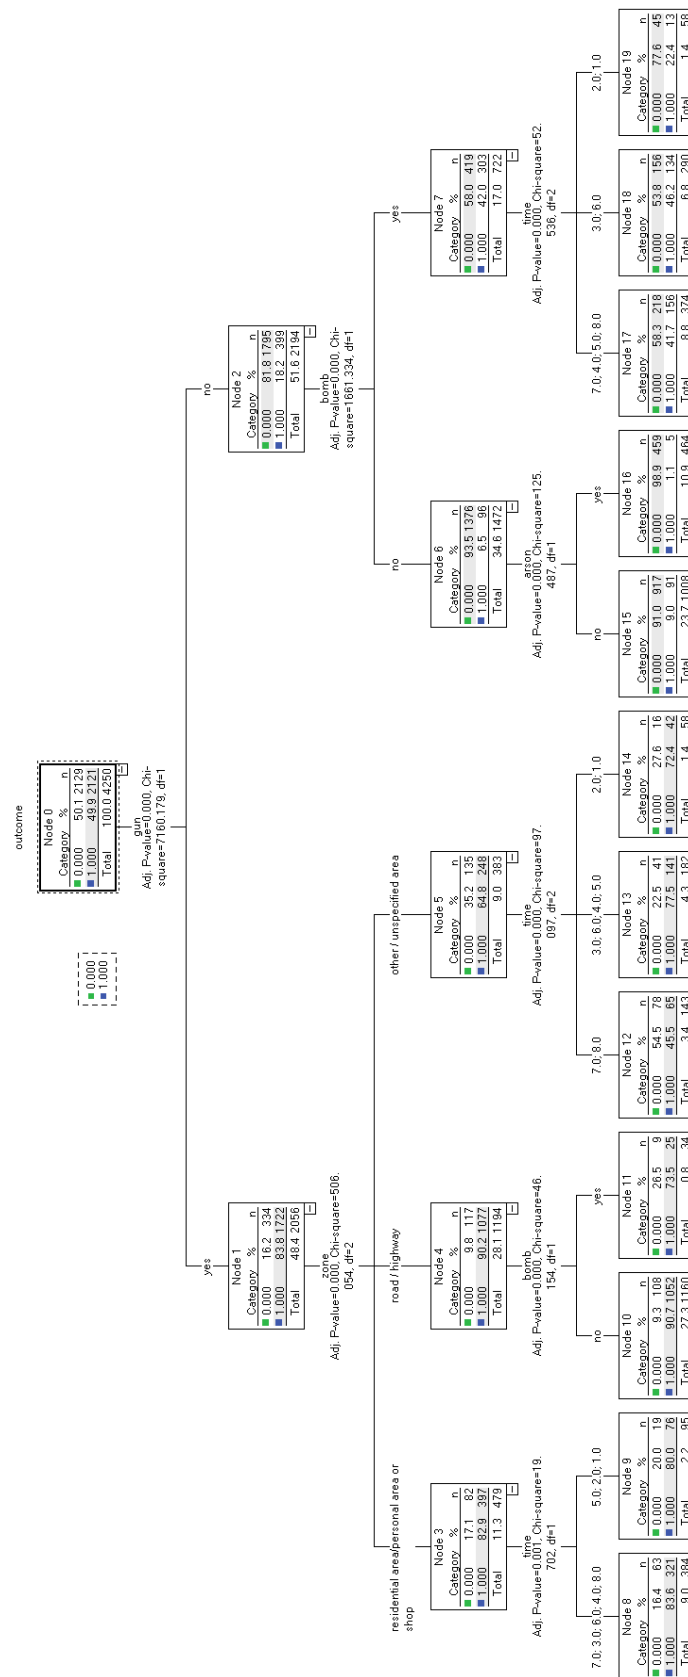 outcome
0.000
1.000
Node 0
Category % n
0.000 50.1 2129
1.000 49.9 2121
Total 100.0 4250
gun
Adj. P-value=0.000, Chi-
square=7160.179, df=1
yes
no
Node 1
Category % n
0.000 16.2 334
1.000 83.8 1722
Total 48.4 2056
zone
Adj. P-value=0.000, Chi-square=506.
054, df=2
Node 2
Category % n
0.000 81.8 1795
1.000 18.2 399
Total 51.6 2194
bomb
Adj. P-value=0.000, Chi-
square=1661.334, df=1
residential area/personal area or
shop
road / highway
other / unspecified area
no
yes
Node 3
Category % n
0.000 17.1 82
1.000 82.9 397
Total 11.3 479
time
Adj. P-value=0.001, Chi-square=19.
702, df=1
Node 4
Category % n
0.000 9.8 117
1.000 90.2 1077
Total 28.1 1194
bomb
Adj. P-value=0.000, Chi-square=46.
154, df=1
Node 5
Category % n
0.000 35.2 135
1.000 64.8 248
Total 9.0 383
time
Adj. P-value=0.000, Chi-square=97.
097, df=2
Node 6
Category % n
0.000 93.5 1376
1.000 6.5 96
Total 34.6 1472
arson
Adj. P-value=0.000, Chi-square=125.
487, df=1
Node 7
Category % n
0.000 58.0 419
1.000 42.0 303
Total 17.0 722
time
Adj. P-value=0.000, Chi-square=52.
536, df=2
7.0; 3.0; 6.0; 4.0; 8.0
5.0; 2.0; 1.0
no
yes
7.0; 8.0
3.0; 6.0; 4.0; 5.0
2.0; 1.0
no
yes
7.0; 4.0; 5.0; 8.0
3.0; 6.0
2.0; 1.0
Node 8
Category % n
0.000 16.4 63
1.000 83.6 321
Total 9.0 384
Node 9
Category % n
0.000 20.0 19
1.000 80.0 76
Total 2.2 95
Node 10
Category % n
0.000 9.3 108
1.000 90.7 1052
Total 27.3 1160
Node 11
Category % n
0.000 26.5 9
1.000 73.5 25
Total 0.8 34
Node 12
Category % n
0.000 54.5 78
1.000 45.5 65
Total 3.4 143
Node 13
Category % n
0.000 22.5 41
1.000 77.5 141
Total 4.3 182
Node 14
Category % n
0.000 27.6 16
1.000 72.4 42
Total 1.4 58
Node 15
Category % n
0.000 91.0 917
1.000 9.0 91
Total 23.7 1008
Node 16
Category % n
0.000 98.9 459
1.000 1.1 5
Total 10.9 464
Node 17
Category % n
0.000 58.3 218
1.000 41.7 156
Total 8.8 374
Node 18
Category % n
0.000 53.8 156
1.000 46.2 134
Total 6.8 290
Node 19
Category % n
0.000 77.6 45
1.000 22.4 13
Total 1.4 58